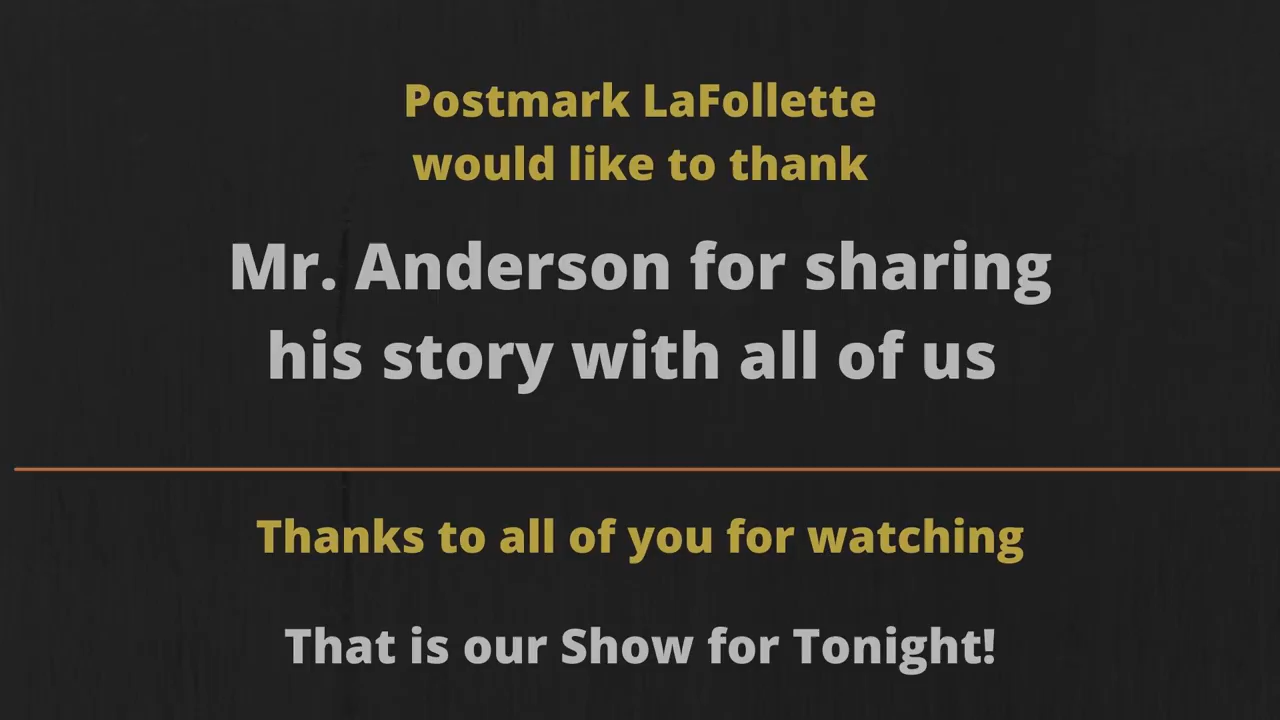 Postmark LaFollette
would like to thank
Mr. Anderson for sharing
his story with all of us
Thanks to all of you for watching
That is our Show for Tonight!